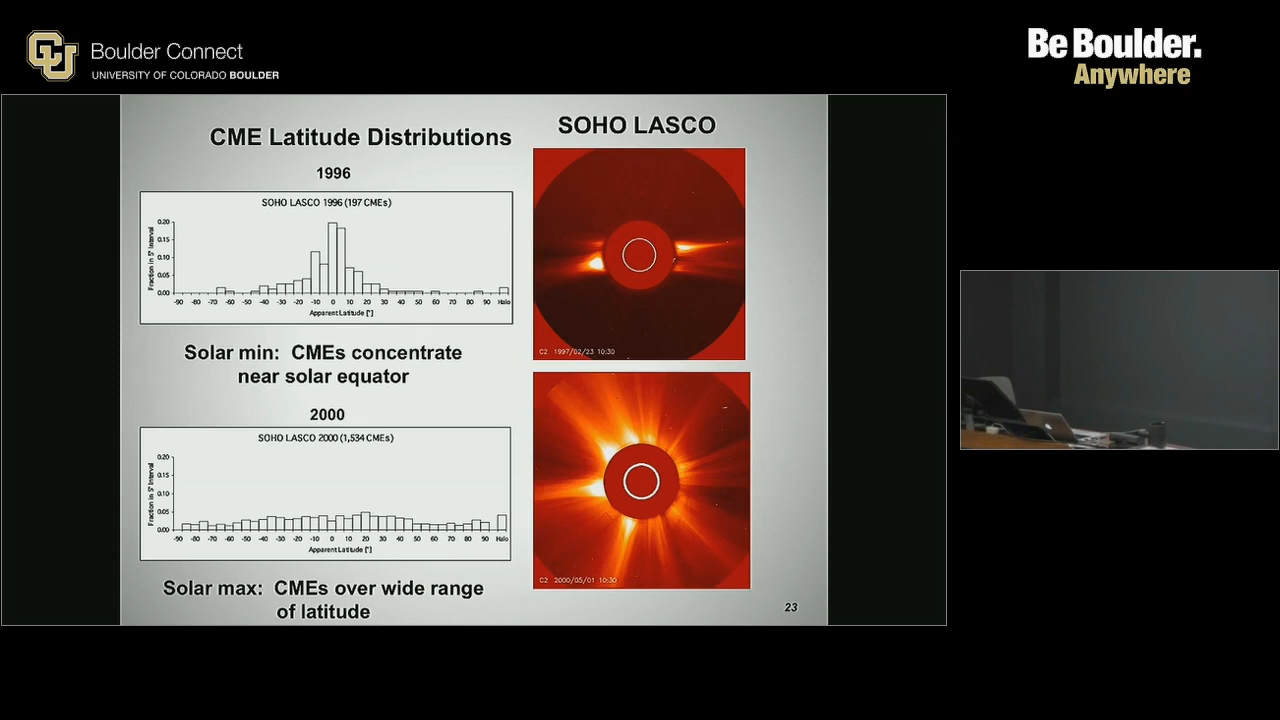 CU
Boulder Connect
UNIVERSITY OF COLORADO BOULDER
Be Boulder.
Anywhere
CME Latitude Distributions
SOHO LASCO
1996
SOHO LASCO 1996 (197 CMEs)
Fraction in 5° Interval
0.20
0.15
0.10
0.05
0.00
-90 -80 -70 -60 -50 -40 -30 -20 -10 0 10 20 30 40 50 60 70 80 90 Halo
Apparent Latitude [°]
C2 1997/02/23 10:30
Solar min: CMEs concentrate
near solar equator
2000
SOHO LASCO 2000 (1,534 CMEs)
Fraction in 5° Interval
0.20
0.15
0.10
0.05
0.00
-90 -80 -70 -60 -50 -40 -30 -20 -10 0 10 20 30 40 50 60 70 80 90 Halo
Apparent Latitude [°]
C2 2000/05/01 10:30
Solar max: CMEs over wide range
of latitude
23